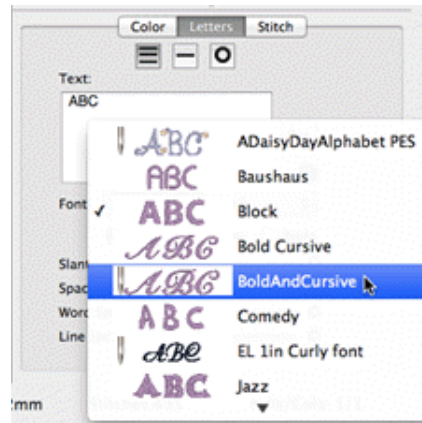 Color Letters Stitch
Text:
ABC
ABC ADaisyDayAlphabet PES
ABC Baushaus
Font
✓ ABC Block
ABC Bold Cursive
Slant
ABC BoldAndCursive
Spac
Word
ABC Comedy
Line
ABC EL 1in Curly font
ABC Jazz
mm